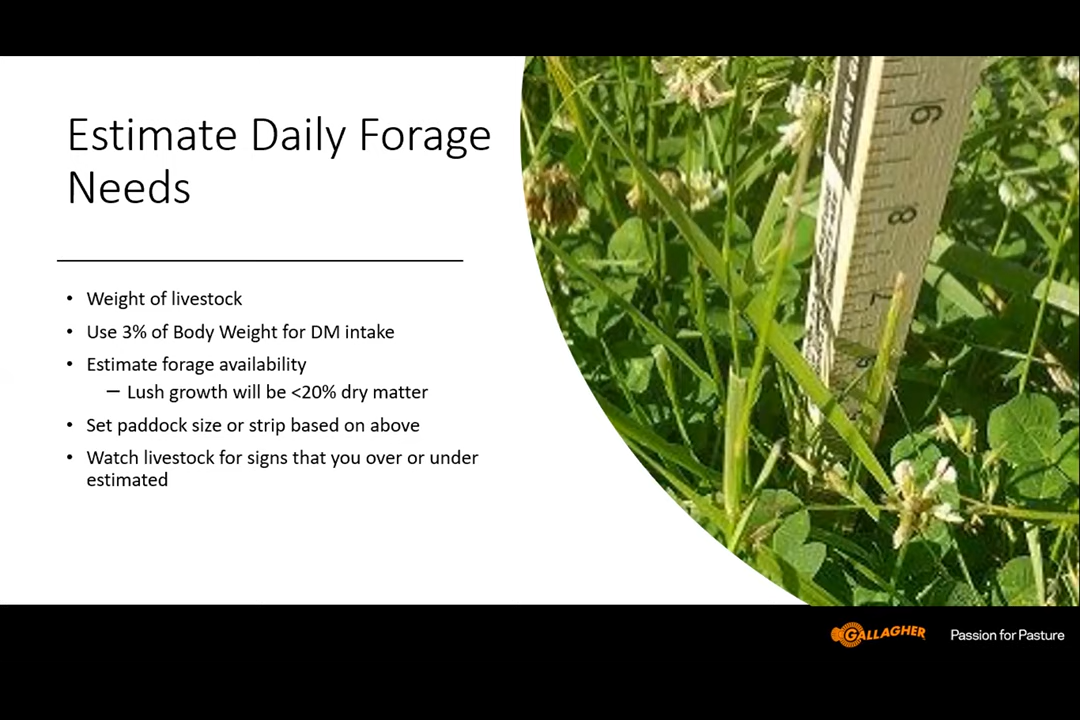 Estimate Daily Forage
Needs
• Weight of livestock
• Use 3% of Body Weight for DM intake
• Estimate forage availability
– Lush growth will be <20% dry matter
• Set paddock size or strip based on above
• Watch livestock for signs that you over or under
estimated
9
8
7
GALLAGHER
Passion for Pasture